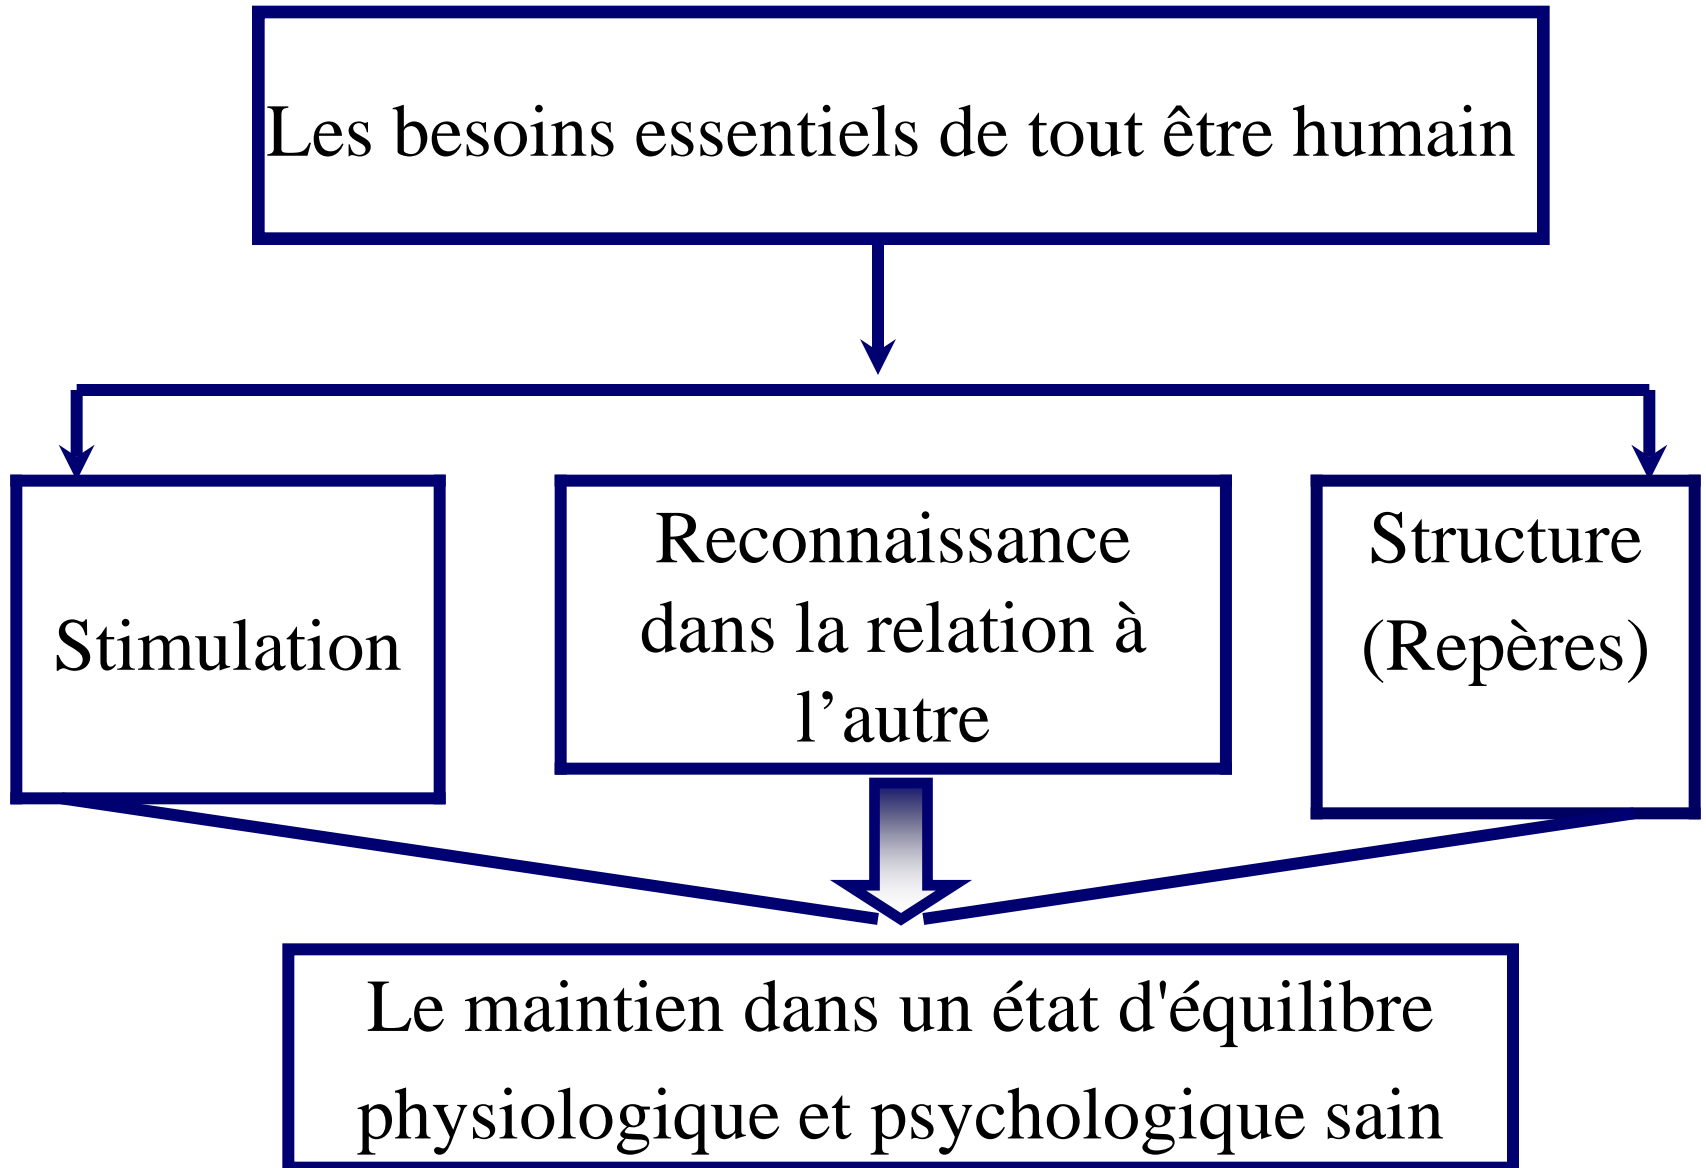 Les besoins essentiels de tout être humain
Stimulation
Reconnaissance
dans la relation à
l’autre
Structure
(Repères)
Le maintien dans un état d'équilibre
physiologique et psychologique sain